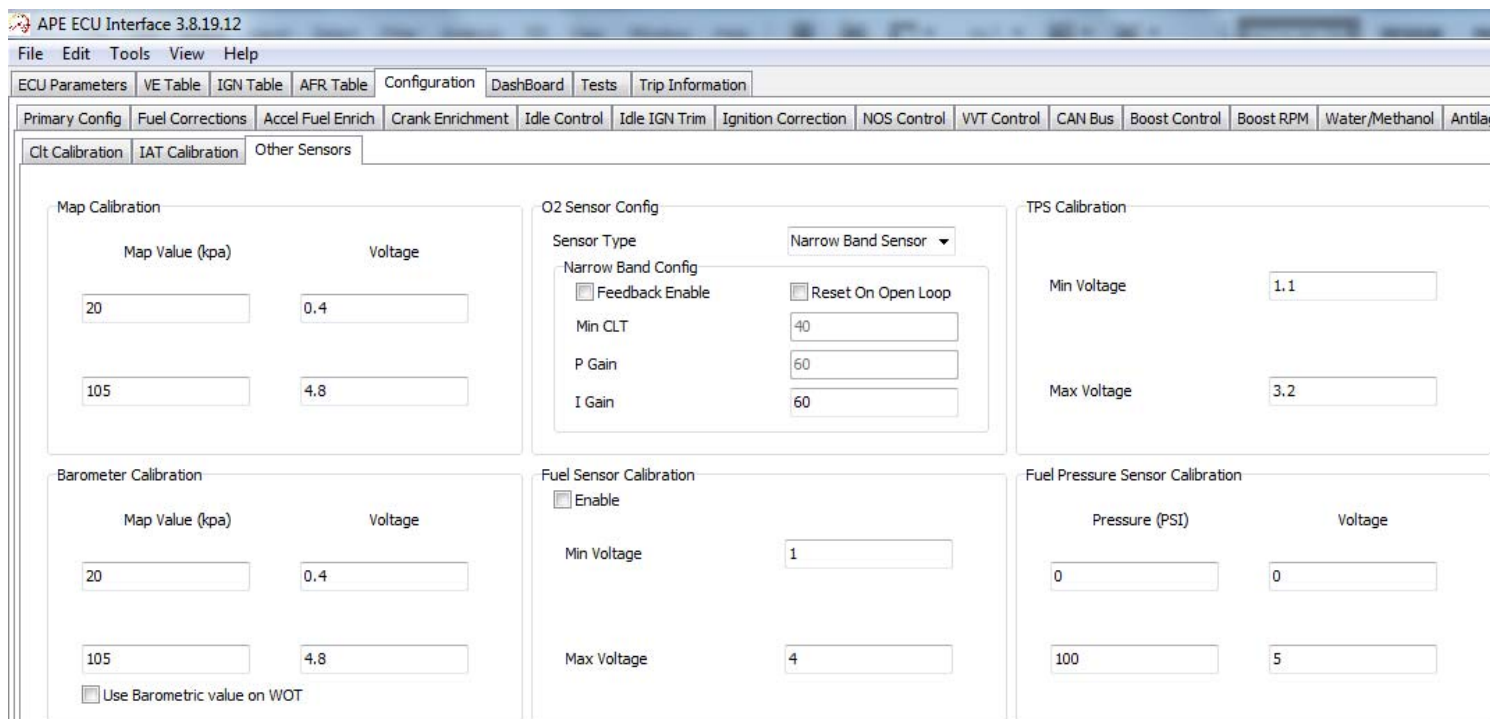 APE ECU Interface 3.8.19.12
File Edit Tools View Help
ECU Parameters VE Table IGN Table AFR Table Configuration DashBoard Tests Trip Information
Primary Config Fuel Corrections Accel Fuel Enrich Crank Enrichment Idle Control Idle IGN Trim Ignition Correction NOS Control VVT Control CAN Bus Boost Control Boost RPM Water/Methanol Antila
Clt Calibration IAT Calibration Other Sensors
Map Calibration
Map Value (kpa) Voltage
20 0.4
105 4.8
O2 Sensor Config
Sensor Type Narrow Band Sensor
Narrow Band Config
Feedback Enable Reset On Open Loop
Min CLT 40
P Gain 60
I Gain 60
TPS Calibration
Min Voltage 1.1
Max Voltage 3.2
Barometer Calibration
Map Value (kpa) Voltage
20 0.4
105 4.8
Use Barometric value on WOT
Fuel Sensor Calibration
Enable
Min Voltage 1
Max Voltage 4
Fuel Pressure Sensor Calibration
Pressure (PSI) Voltage
0 0
100 5